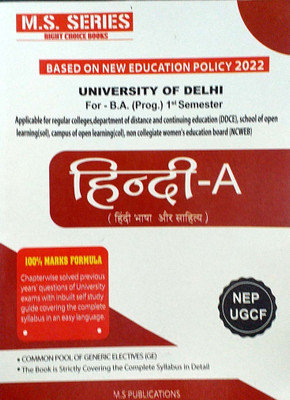 M.S. SERIES
RIGHT CHOICE BOOKS
BASED ON NEW EDUCATION POLICY 2022
UNIVERSITY OF DELHI
For - B.A. (Prog.) 1st Semester
Applicable for regular colleges,department of distance and continuing education (DDCE), school of open
learning(sol), campus of open learning(col), non collegiate women's education board (NCWEB)
हिन्दी-A
( हिंदी भाषा और साहित्य )
100% MARKS FORMULA
Chapterwise solved previous
years' questions of University
exams with inbuilt self study
guide covering the complete
syllabus in an easy language.
NEP
UGCF
• COMMON POOL OF GENERIC ELECTIVES (GE)
• The Book is Strictly Covering the Complete Syllabus in Detail
M.S PUBLICATIONS